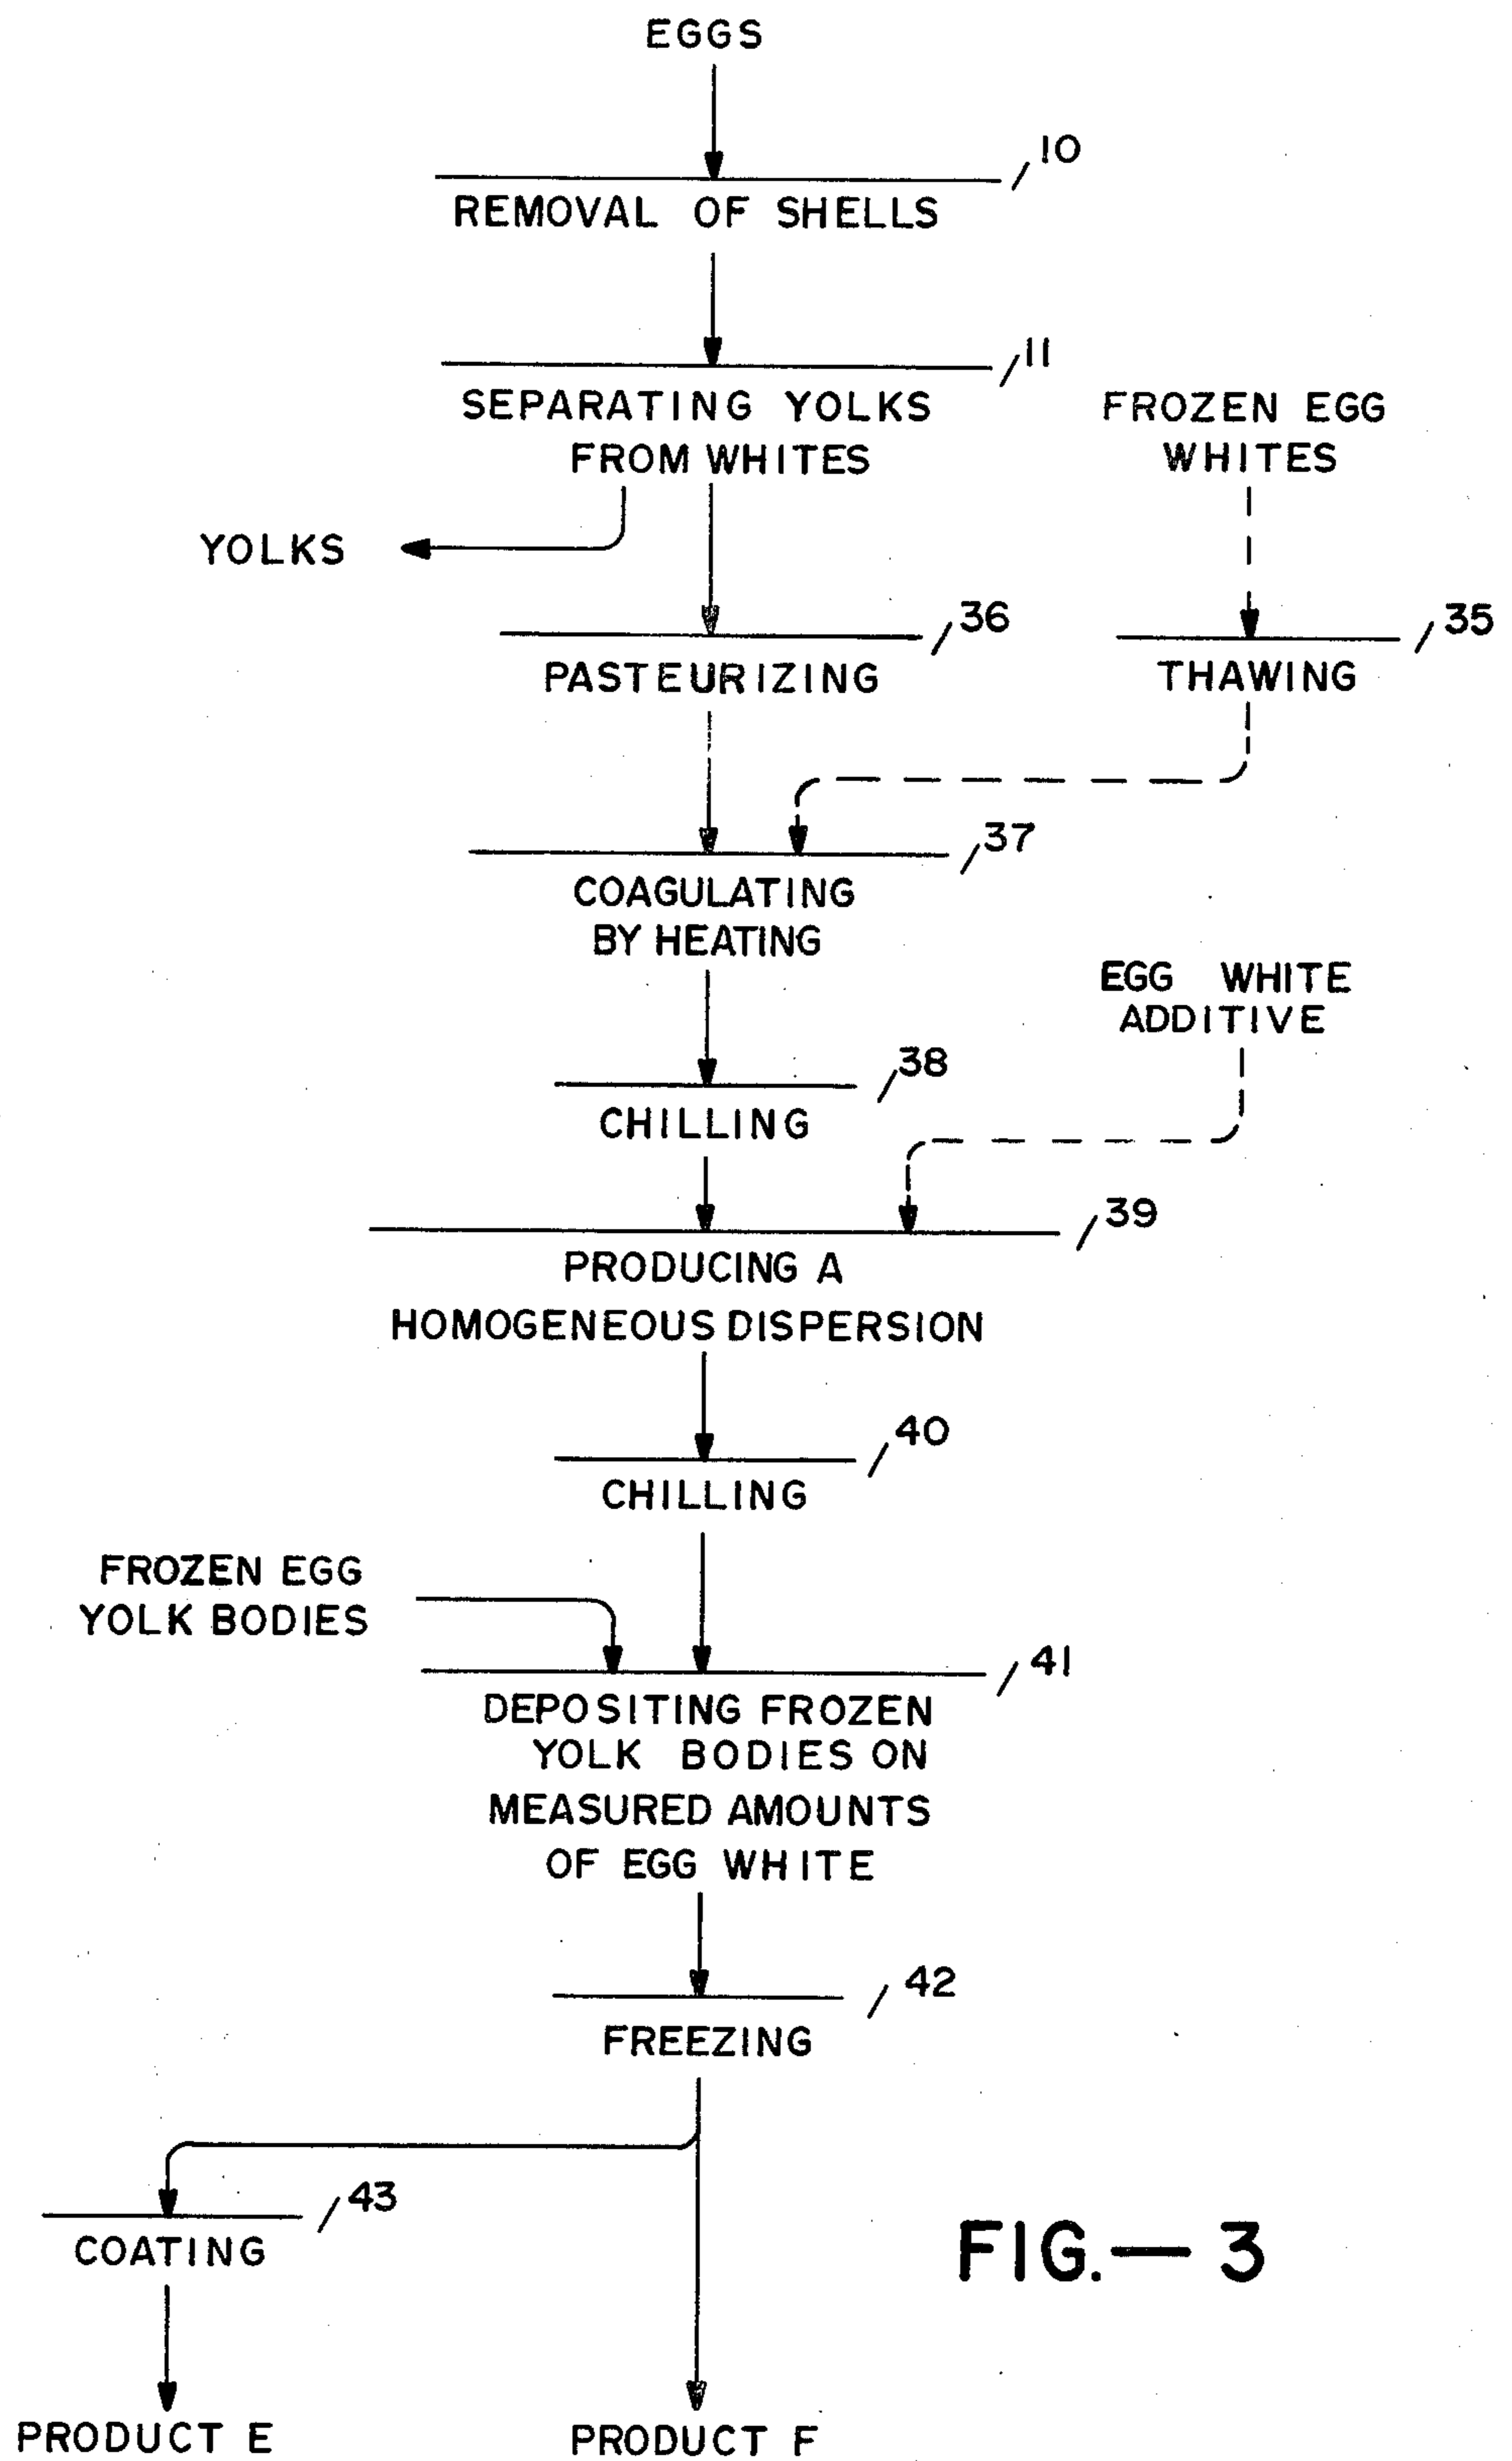 EGGS
10
REMOVAL OF SHELLS
11
SEPARATING YOLKS
FROM WHITES
FROZEN EGG
WHITES
YOLKS
36
PASTEURIZING
35
THAWING
37
COAGULATING
BY HEATING
EGG WHITE
ADDITIVE
38
CHILLING
39
PRODUCING A
HOMOGENEOUS DISPERSION
40
CHILLING
FROZEN EGG
YOLK BODIES
41
DEPOSITING FROZEN
YOLK BODIES ON
MEASURED AMOUNTS
OF EGG WHITE
42
FREEZING
43
COATING
FIG.—3
PRODUCT E
PRODUCT F